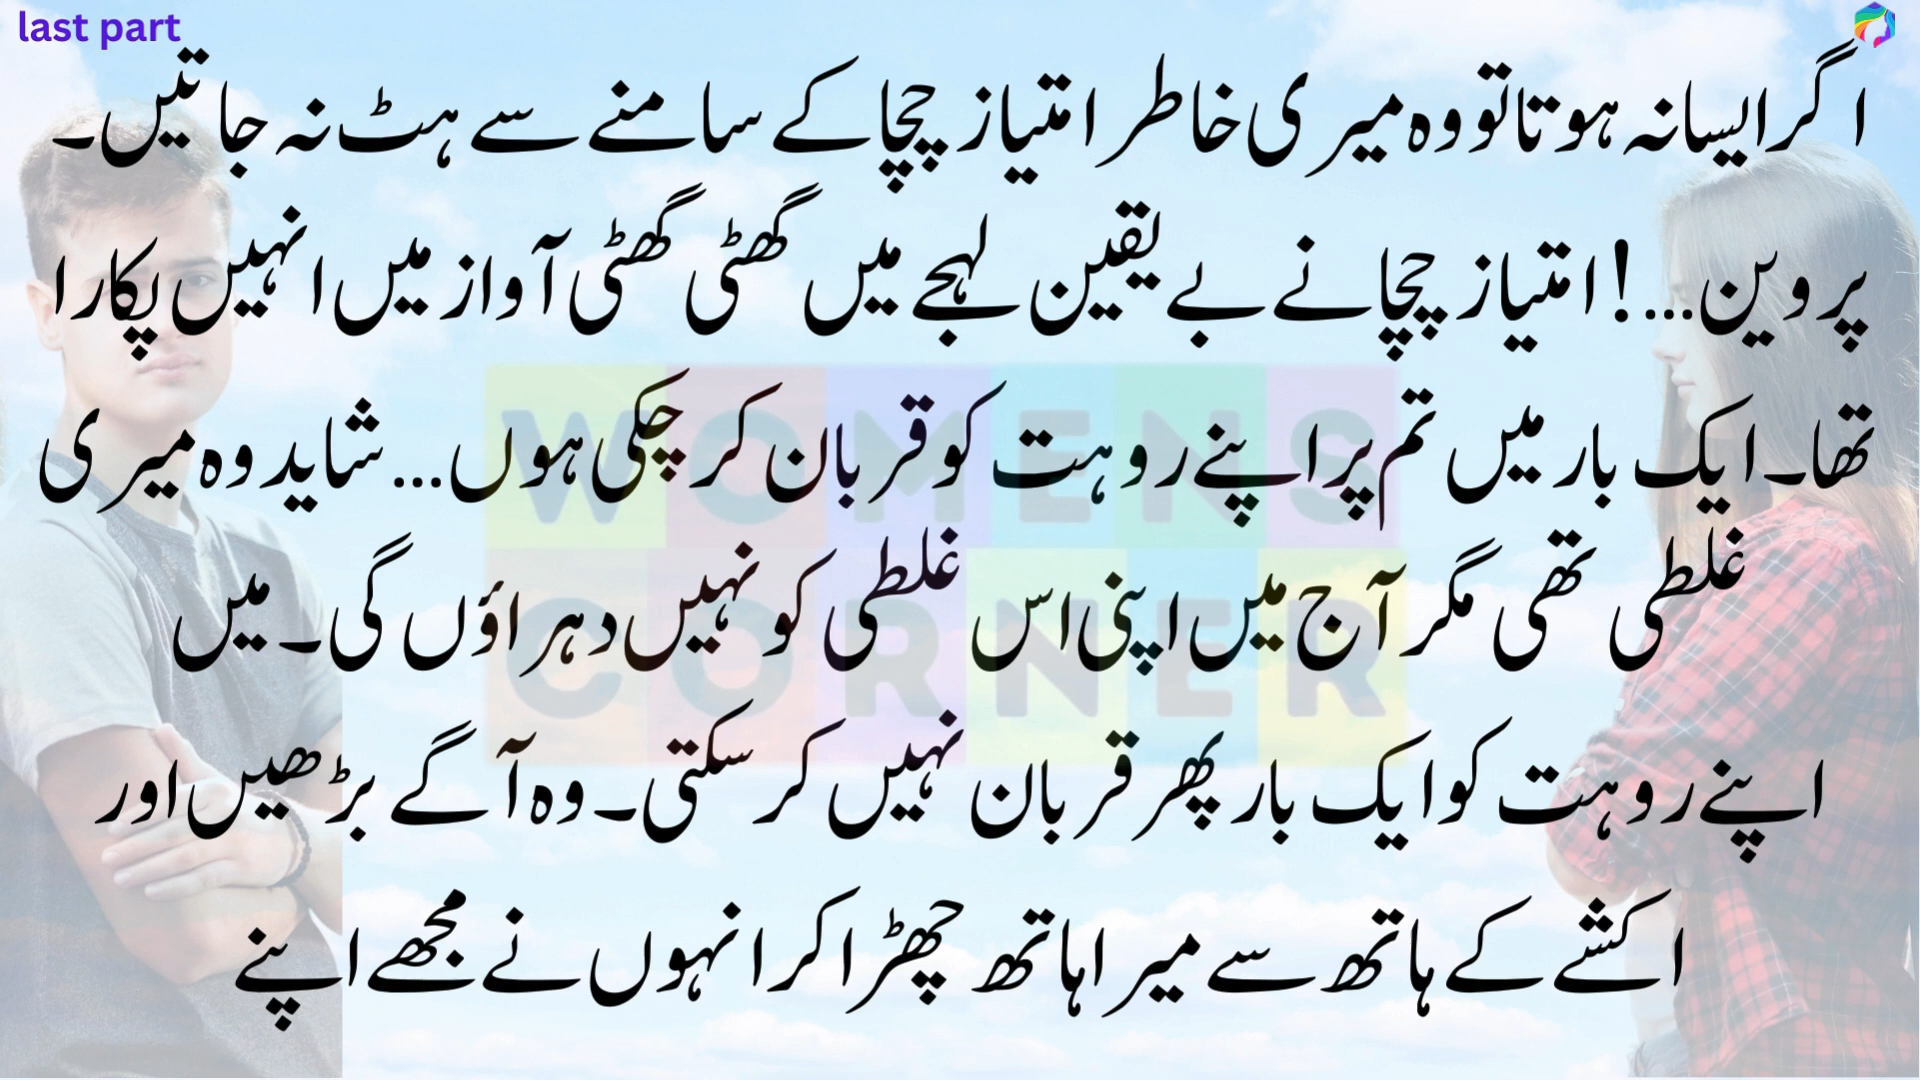 last part
اگر ایسا نہ ہوتا تو وہ میری خاطر امتیاز چچا کے سامنے سے ہٹ نہ جاتیں۔
پروین...! امتیاز چچا نے بے یقین لہجے میں گھٹی گھٹی آواز میں انہیں پکارا
تھا۔ ایک بار میں تم پر اپنے روہت کو قربان کر چکی ہوں... شاید وہ میری
غلطی تھی مگر آج میں اپنی اس غلطی کو نہیں دہراؤں گی۔ میں
اپنے روہت کو ایک بار پھر قربان نہیں کر سکتی۔ وہ آگے بڑھیں اور
اکشے کے ہاتھ سے میرا ہاتھ چھڑا کر انہوں نے مجھے اپنے
WOMENS
CORNER